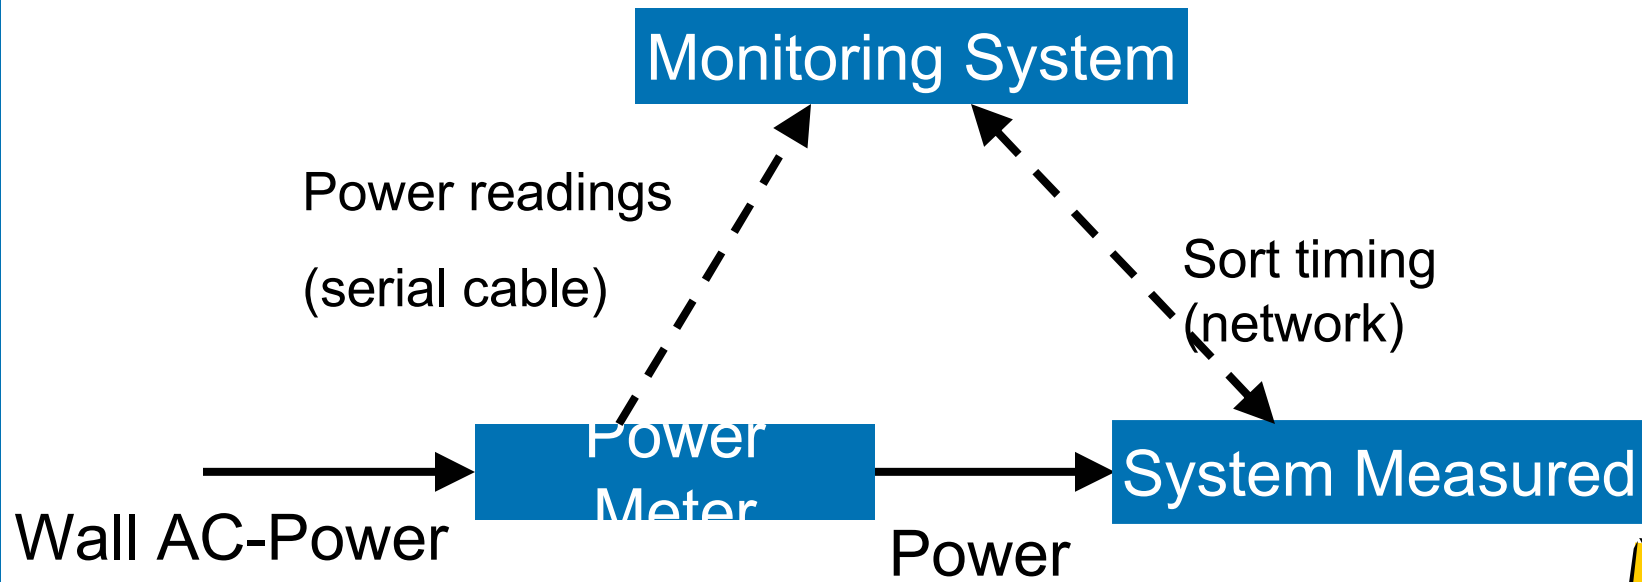 Monitoring System
Power readings
(serial cable)
Sort timing
(network)
Power
Meter
System Measured
Wall AC-Power
Power